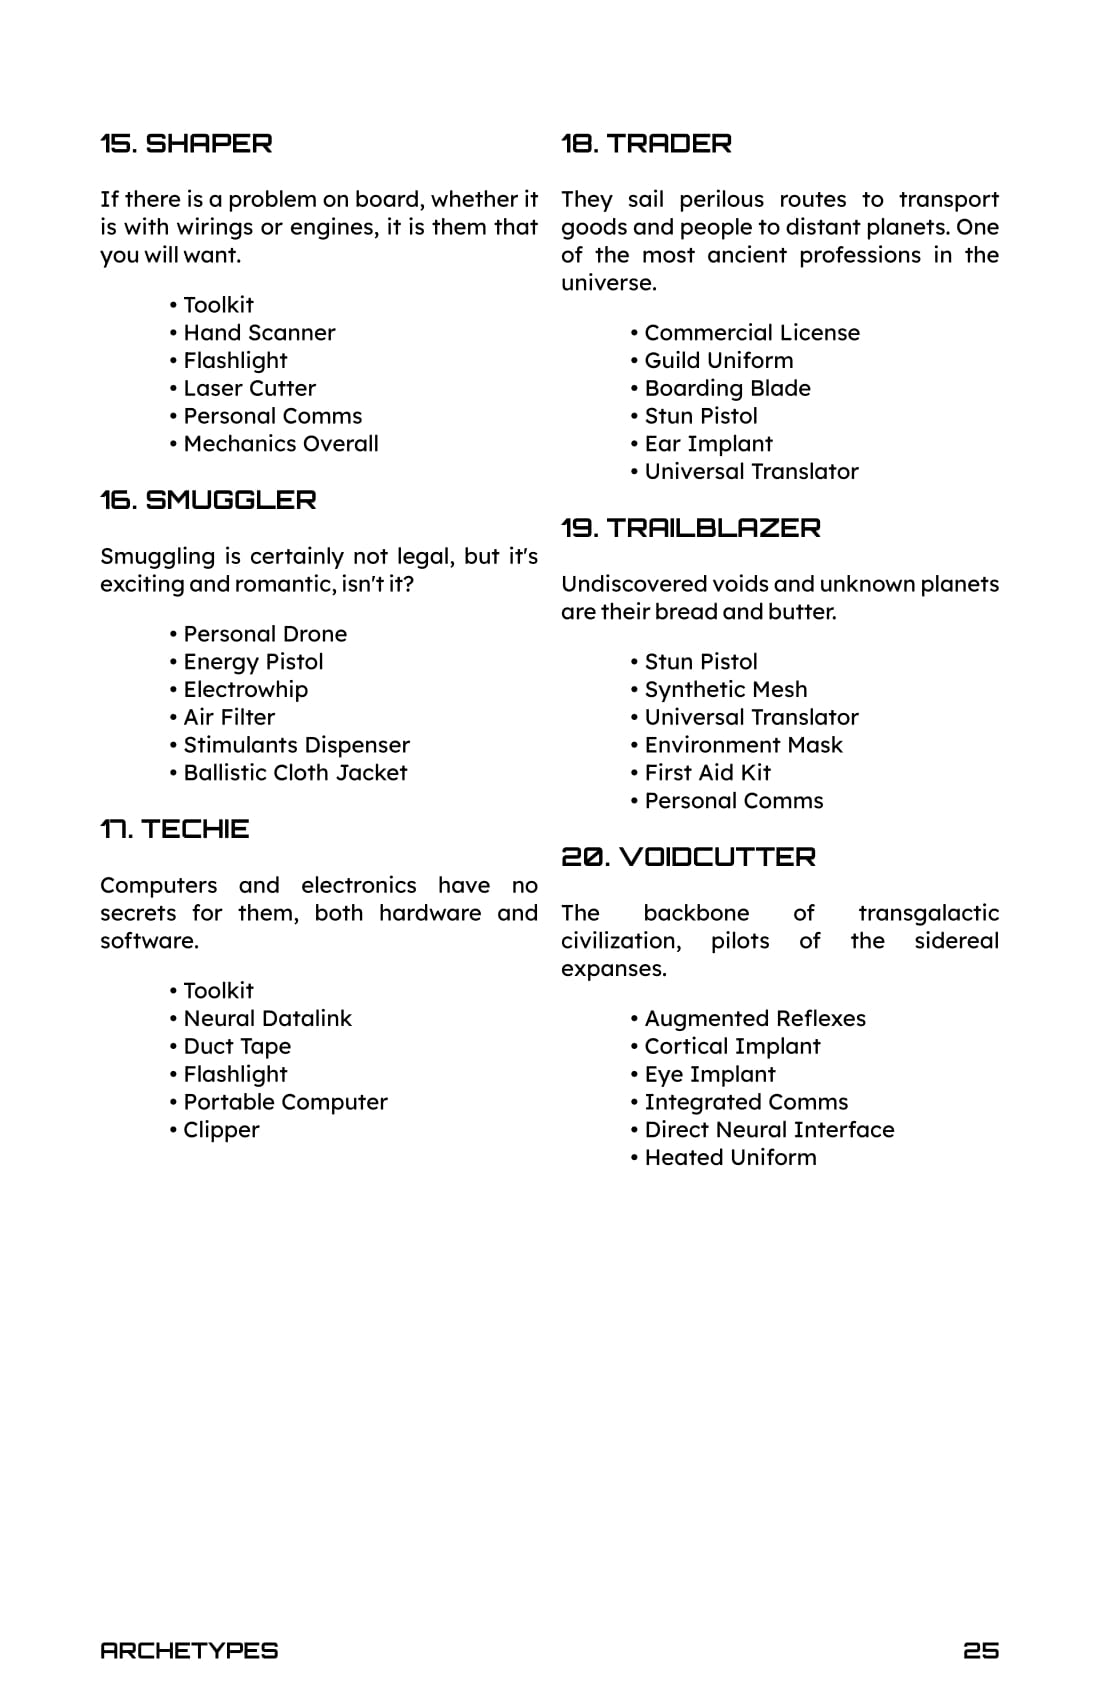 15. SHAPER
If there is a problem on board, whether it
is with wirings or engines, it is them that
you will want.
• Toolkit
• Hand Scanner
• Flashlight
• Laser Cutter
• Personal Comms
• Mechanics Overall
16. SMUGGLER
Smuggling is certainly not legal, but it's
exciting and romantic, isn't it?
• Personal Drone
• Energy Pistol
• Electrowhip
• Air Filter
• Stimulants Dispenser
• Ballistic Cloth Jacket
17. TECHIE
Computers and electronics have no
secrets for them, both hardware and
software.
• Toolkit
• Neural Datalink
• Duct Tape
• Flashlight
• Portable Computer
• Clipper
18. TRADER
They sail perilous routes to transport
goods and people to distant planets. One
of the most ancient professions in the
universe.
• Commercial License
• Guild Uniform
• Boarding Blade
• Stun Pistol
• Ear Implant
• Universal Translator
19. TRAILBLAZER
Undiscovered voids and unknown planets
are their bread and butter.
• Stun Pistol
• Synthetic Mesh
• Universal Translator
• Environment Mask
• First Aid Kit
• Personal Comms
20. VOIDCUTTER
The backbone of transgalactic
civilization, pilots of the sidereal
expanses.
• Augmented Reflexes
• Cortical Implant
• Eye Implant
• Integrated Comms
• Direct Neural Interface
• Heated Uniform
ARCHETYPES
25